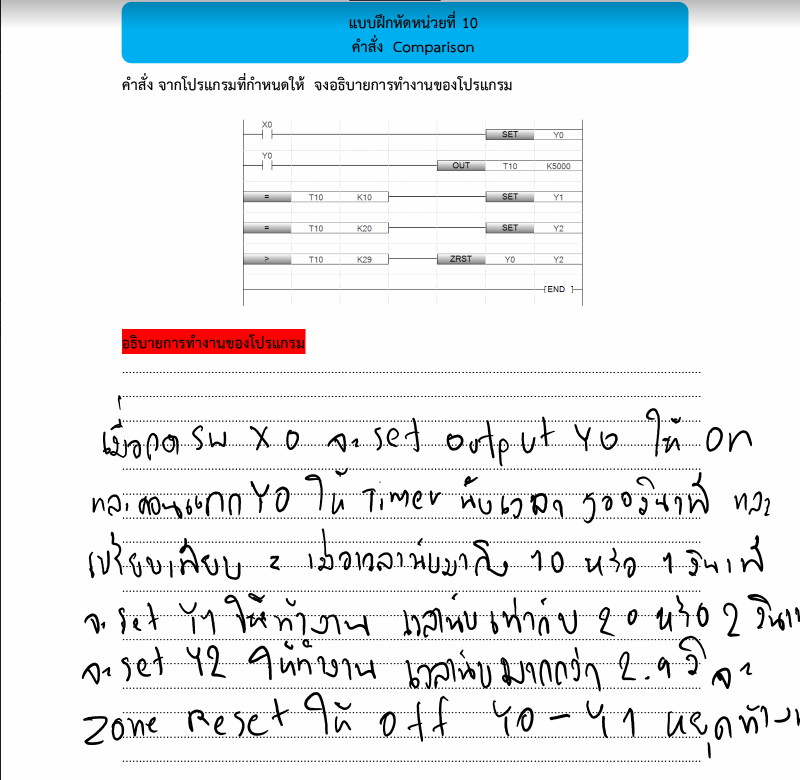 แบบฝึกหัดหน่วยที่ 10
คำสั่ง Comparison
คำสั่ง จากโปรแกรมที่กำหนดให้ จงอธิบายการทำงานของโปรแกรม
X0
SET Y0
Y0
OUT T10 K5000
= T10 K10 SET Y1
= T10 K20 SET Y2
> T10 K29 ZRST Y0 Y2
END
อธิบายการทำงานของโปรแกรม
เมื่อกด SW X0 จะ set output Y0 ให้ on
และคอนแทค Y0 ให้ Timer นับเวลา 500 วินาที และ
เปรียบเทียบ = เมื่อเวลานับมาถึง 10 หรือ 1 วินาที
จะ set Y1 ให้ทำงาน เวลานับเท่ากับ 20 หรือ 2
จะ set Y2 ให้ทำงาน เวลานับมากกว่า 2.9 วิ จะ
Zone Reset ให้ off Y0 - Y1 หยุด